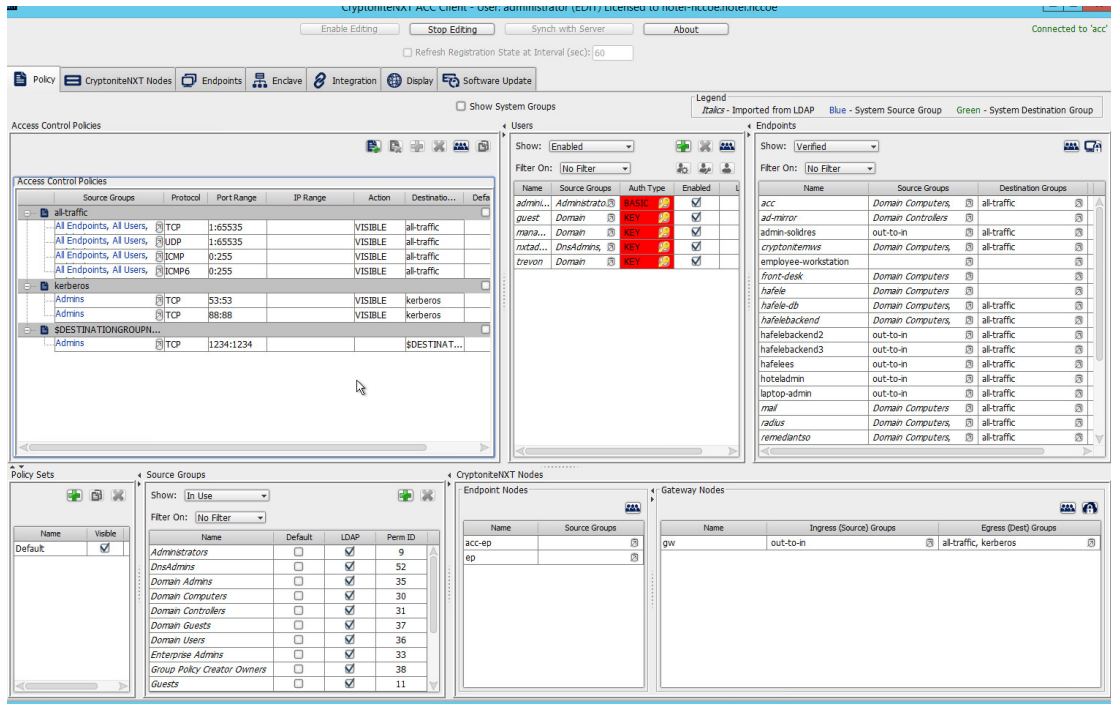 CryptoniteNXT ACC Client - User: administrator (EDIT) Licensed to hotel-nccoe.hotel.nccoe
Enable Editing Stop Editing Synch with Server About Connected to 'acc'
Refresh Registration State at Interval (sec): 60
Policy CryptoniteNXT Nodes Endpoints Enclave Integration Display Software Update
Show System Groups
Legend
Italics - Imported from LDAP Blue - System Source Group Green - System Destination Group
Access Control Policies
Access Control Policies
Source Groups Protocol Port Range IP Range Action Destinatio... Defa
all-traffic
All Endpoints, All Users, TCP 1:65535 VISIBLE all-traffic
All Endpoints, All Users, UDP 1:65535 VISIBLE all-traffic
All Endpoints, All Users, ICMP 0:255 VISIBLE all-traffic
All Endpoints, All Users, ICMP6 0:255 VISIBLE all-traffic
kerberos
Admins TCP 53:53 VISIBLE kerberos
Admins TCP 88:88 VISIBLE kerberos
$DESTINATIONGROUPN...
Admins TCP 1234:1234 $DESTINAT...
Users
Show: Enabled
Filter On: No Filter
Name Source Groups Auth Type Enabled L
admini... Administrato... BASIC
guest Domain KEY
mana... Domain KEY
nxtad... DnsAdmins, KEY
trevon Domain KEY
Endpoints
Show: Verified
Filter On: No Filter
Name Source Groups Destination Groups
acc Domain Computers, all-traffic
ad-mirror Domain Controllers
admin-solidres out-to-in all-traffic
cryptonitemws Domain Computers, all-traffic
employee-workstation
front-desk Domain Computers
hafele Domain Computers
hafele-db Domain Computers, all-traffic
hafelebackend Domain Computers, all-traffic
hafelebackend2 out-to-in all-traffic
hafelebackend3 out-to-in all-traffic
hafelees out-to-in all-traffic
hoteladmin out-to-in all-traffic
laptop-admin out-to-in all-traffic
mail Domain Computers all-traffic
radius Domain Computers, all-traffic
remediantso Domain Computers, all-traffic
Policy Sets
Name Visible
Default
Source Groups
Show: In Use
Filter On: No Filter
Name Default LDAP Perm ID
Administrators 9
DnsAdmins 52
Domain Admins 35
Domain Computers 30
Domain Controllers 31
Domain Guests 37
Domain Users 36
Enterprise Admins 33
Group Policy Creator Owners 38
Guests 11
CryptoniteNXT Nodes
Endpoint Nodes
Name Source Groups
acc-ep
ep
Gateway Nodes
Name Ingress (Source) Groups Egress (Dest) Groups
gw out-to-in all-traffic, kerberos